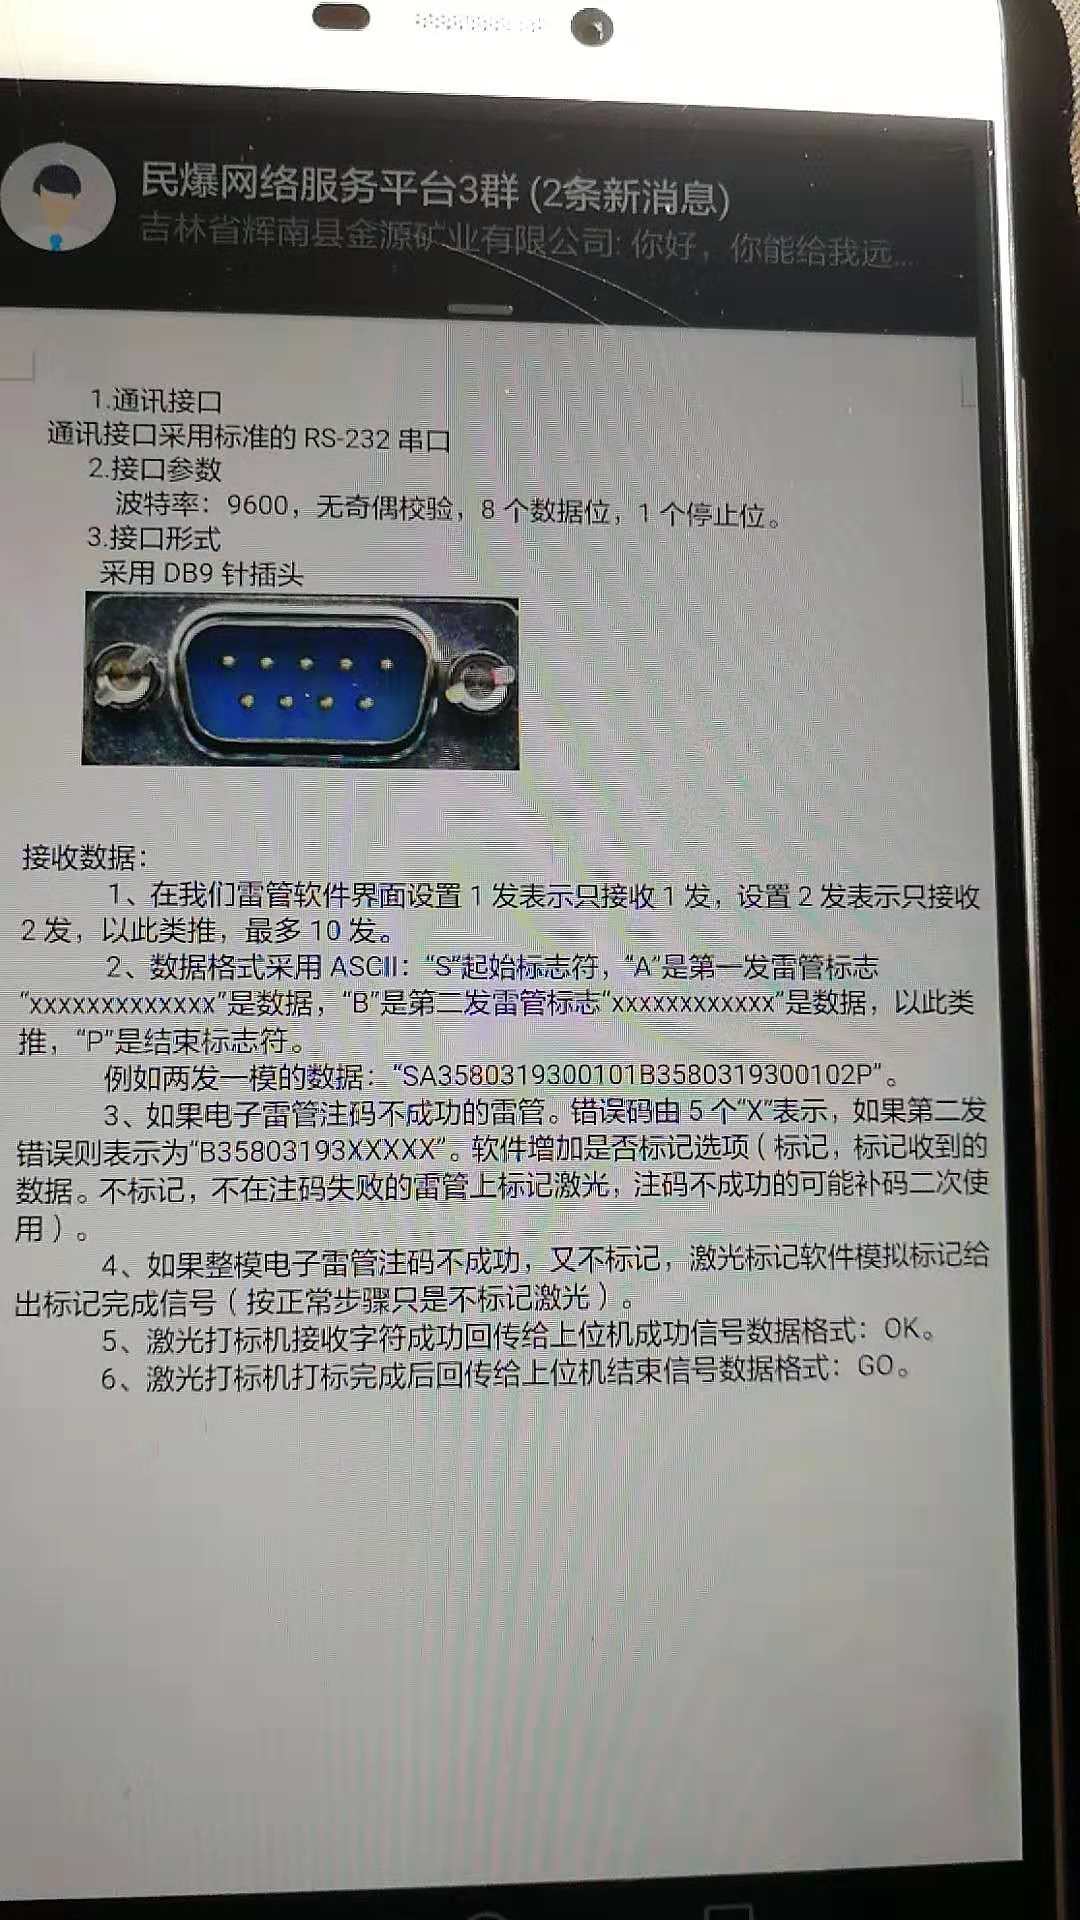 民爆网络服务平台3群 (2条新消息)
吉林省辉南县金源矿业有限公司: 你好，你能给我远...
1.通讯接口
通讯接口采用标准的 RS-232 串口
2.接口参数
波特率：9600，无奇偶校验，8 个数据位，1 个停止位。
3.接口形式
采用 DB9 针插头
接收数据：
1、在我们雷管软件界面设置 1 发表示只接收 1 发，设置 2 发表示只接收
2 发，以此类推，最多 10 发。
2、数据格式采用 ASCII：“S“起始标志符，“A”是第一发雷管标志
“xxxxxxxxxxxxx”是数据，“B”是第二发雷管标志“xxxxxxxxxxxx”是数据，以此类
推，“P”是结束标志符。
例如两发一模的数据：“SA3580319300101B3580319300102P”。
3、如果电子雷管注码不成功的雷管。错误码由 5 个“X”表示，如果第二发
错误则表示为“B35803193XXXXX”。软件增加是否标记选项（标记，标记收到的
数据。不标记，不在注码失败的雷管上标记激光，注码不成功的可能补码二次使
用）。
4、如果整模电子雷管注码不成功，又不标记，激光标记软件模拟标记给
出标记完成信号（按正常步骤只是不标记激光）。
5、激光打标机接收字符成功回传给上位机成功信号数据格式：OK。
6、激光打标机打标完成后回传给上位机结束信号数据格式：GO。